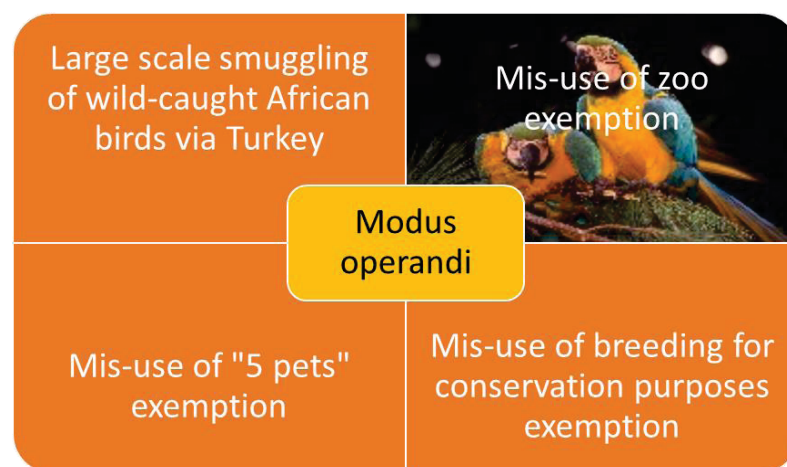 Large scale smuggling
of wild-caught African
birds via Turkey
Mis-use of zoo
exemption
Modus
operandi
Mis-use of "5 pets"
exemption
Mis-use of breeding for
conservation purposes
exemption